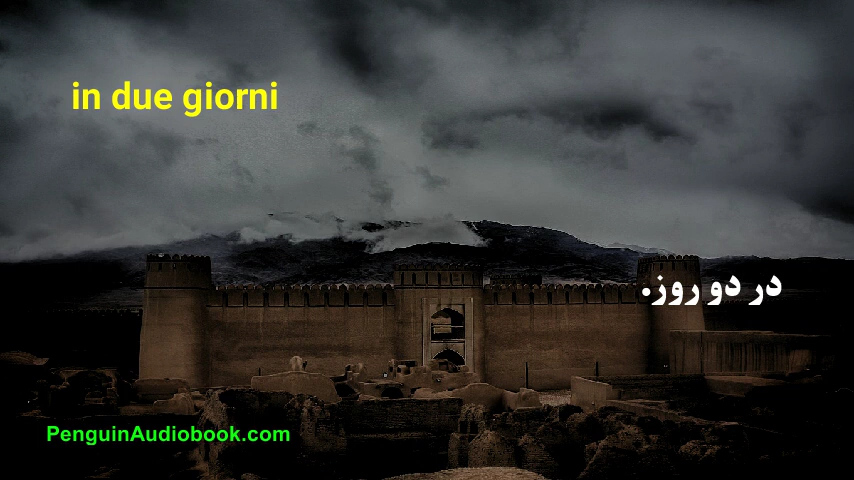 in due giorni
در دو روز.
PenguinAudiobook.com